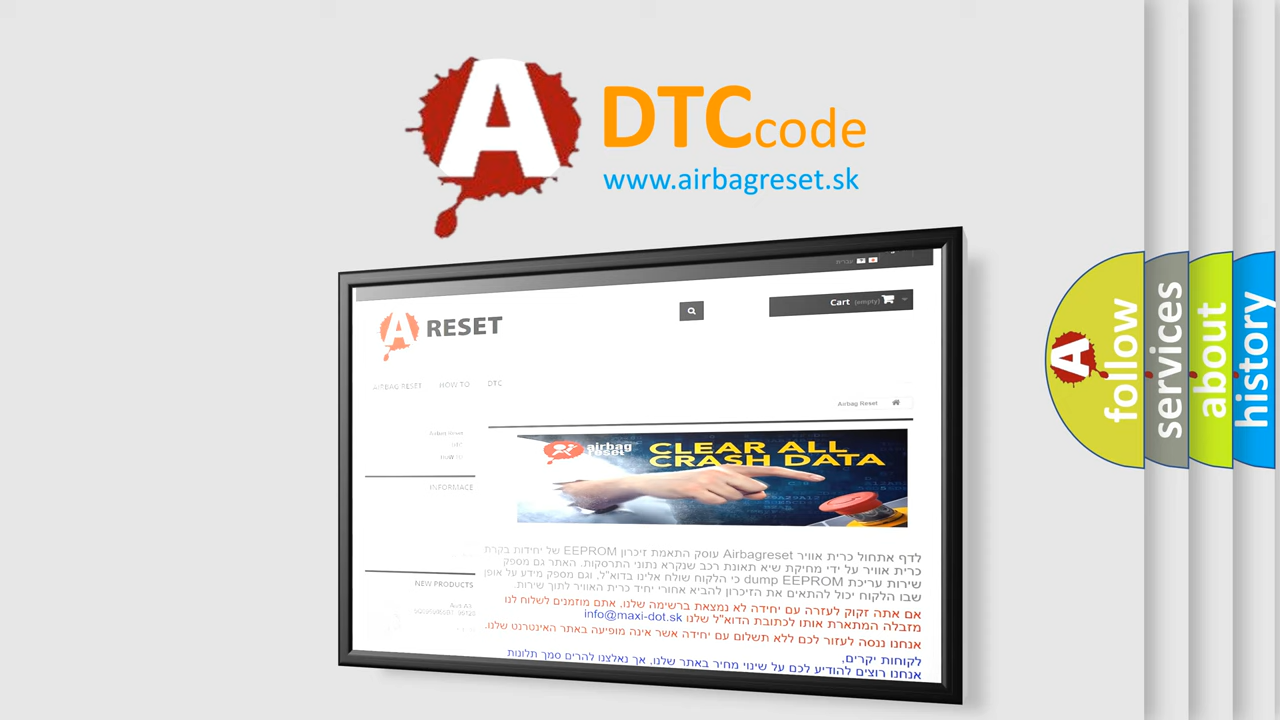 A DTCcode
www.airbagreset.sk
Cart (empty)
A RESET
AIRBAG RESET HOW TO DTC
Airbag Reset
Airbag Reset
HOW TO
INFORMACE
NEW PRODUCTS
airbag
reset
CLEAR ALL
CRASH DATA
לדף אתחול כרית אוויר Airbagreset עוסק התאמת זיכרון EEPROM של יחידות בקרת
כרית אוויר על ידי מחיקת שיא תאונת רכב שנקרא נתוני התרסקות. האתר גם מספק
שירות עריכת dump EEPROM כי הלקוח שולח אלינו בדוא"ל, וגם מספק מידע על אופן
שבו הלקוח יכול להתאים את הזיכרון להביא אחורי יחיד כרית האוויר לתוך שירות.
אם אתה זקוק לעזרה עם יחידה לא נמצאת ברשימה שלנו, אתם מוזמנים לשלוח לנו
מזבלה המתארת אותו לכתובת הדוא"ל שלנו info@maxi-dot.sk
אנחנו ננסה לעזור לכם ללא תשלום עם יחידה אשר אינה מופיעה באתר האינטרנט שלנו.
לקוחות יקרים,
אנחנו רוצים להודיע לכם על שינוי מחיר באתר שלנו, אך נאלצנו להרים סמך תלונות
A follow
services
about
history